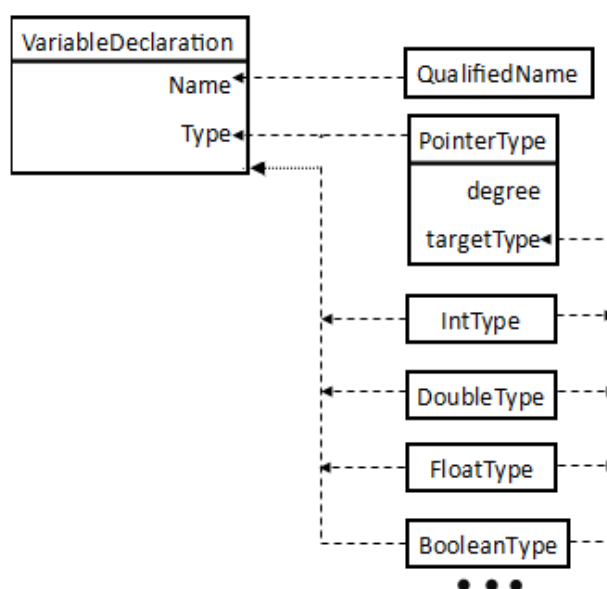 VariableDeclaration
Name
Type
QualifiedName
PointerType
degree
targetType
IntType
DoubleType
FloatType
BooleanType